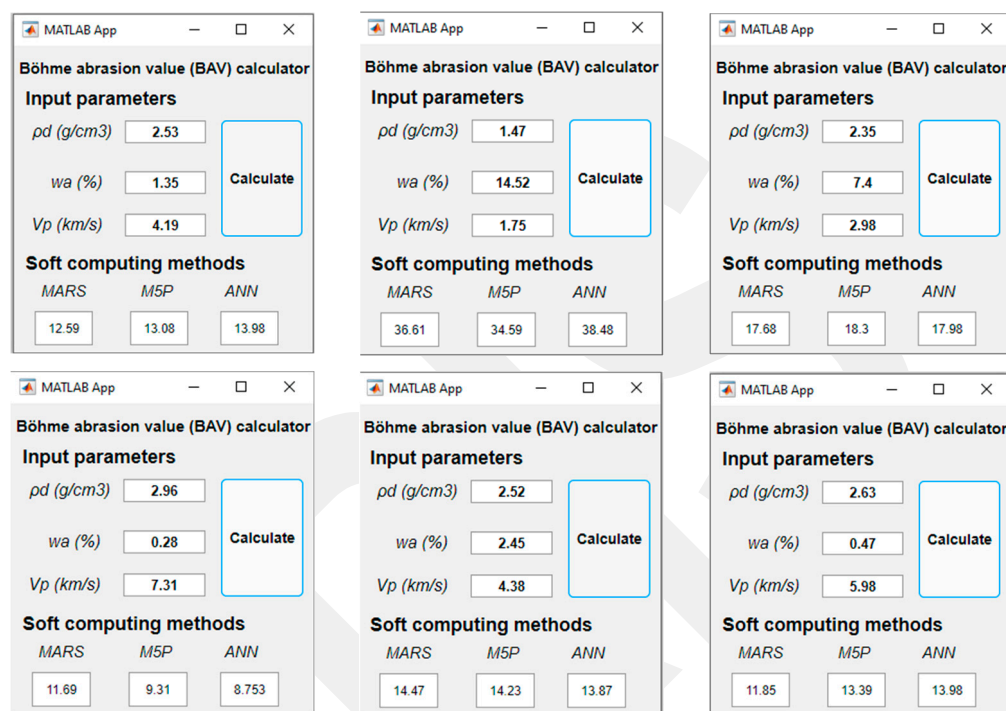 MATLAB App
Böhme abrasion value (BAV) calculator
Input parameters
ρd (g/cm3) 2.53
wa (%) 1.35 Calculate
Vp (km/s) 4.19
Soft computing methods
MARS M5P ANN
12.59 13.08 13.98
MATLAB App
Böhme abrasion value (BAV) calculator
Input parameters
ρd (g/cm3) 1.47
wa (%) 14.52 Calculate
Vp (km/s) 1.75
Soft computing methods
MARS M5P ANN
36.61 34.59 38.48
MATLAB App
Böhme abrasion value (BAV) calculator
Input parameters
ρd (g/cm3) 2.35
wa (%) 7.4 Calculate
Vp (km/s) 2.98
Soft computing methods
MARS M5P ANN
17.68 18.3 17.98
MATLAB App
Böhme abrasion value (BAV) calculator
Input parameters
ρd (g/cm3) 2.96
wa (%) 0.28 Calculate
Vp (km/s) 7.31
Soft computing methods
MARS M5P ANN
11.69 9.31 8.753
MATLAB App
Böhme abrasion value (BAV) calculator
Input parameters
ρd (g/cm3) 2.52
wa (%) 2.45 Calculate
Vp (km/s) 4.38
Soft computing methods
MARS M5P ANN
14.47 14.23 13.87
MATLAB App
Böhme abrasion value (BAV) calculator
Input parameters
ρd (g/cm3) 2.63
wa (%) 0.47 Calculate
Vp (km/s) 5.98
Soft computing methods
MARS M5P ANN
11.85 13.39 13.98